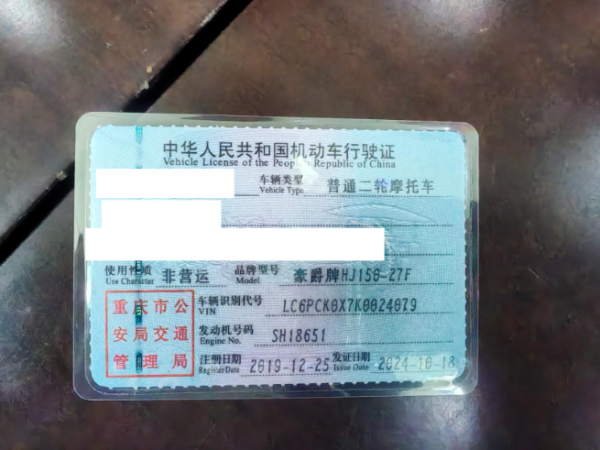 中华人民共和国机动车行驶证
Vehicle License of the People's Republic of China
车辆类型 普通二轮摩托车
Vehicle Type
使用性质 非营运 品牌型号 豪爵牌HJ150-27F
Use Character Model
重庆市公
安局交通
管理局
车辆识别代号 LC6PCK0X7K0024079
VIN
发动机号码 SH18651
Engine No.
注册日期 2019-12-25 发证日期 2024-10-18
Register Date Issue Date